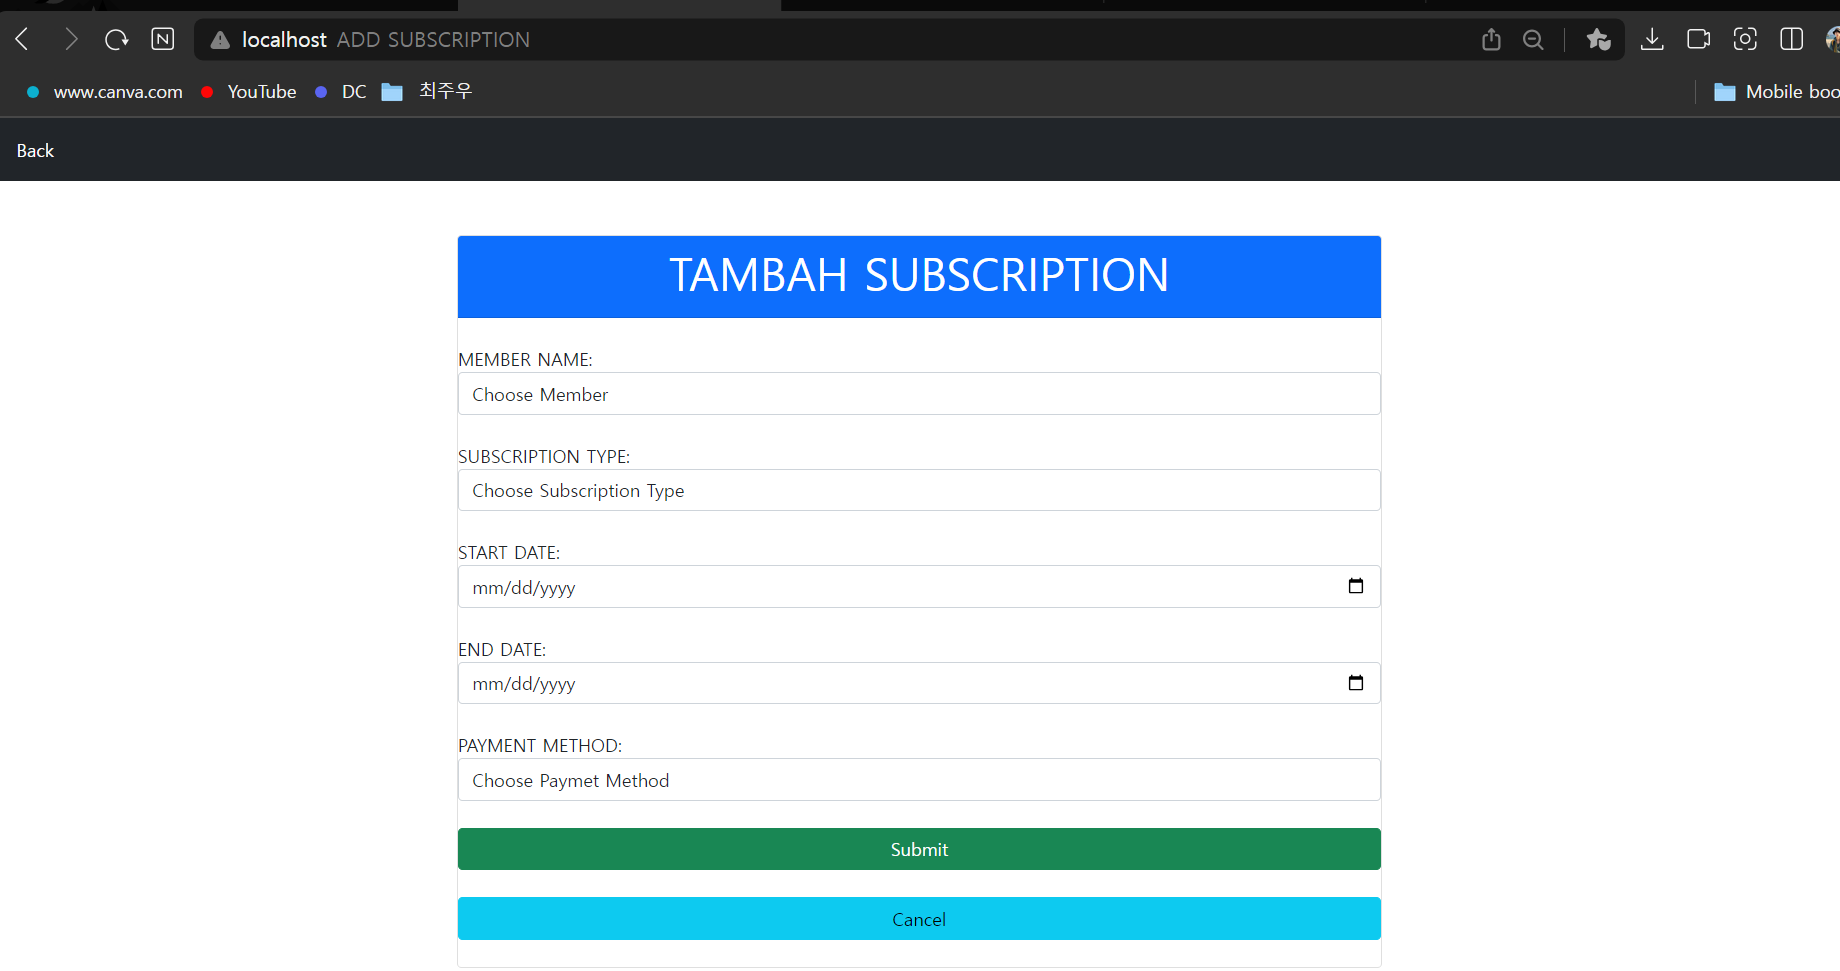 localhost ADD SUBSCRIPTION
www.canva.com YouTube DC 최주우 Mobile boo
Back
TAMBAH SUBSCRIPTION
MEMBER NAME:
Choose Member
SUBSCRIPTION TYPE:
Choose Subscription Type
START DATE:
mm/dd/yyyy
END DATE:
mm/dd/yyyy
PAYMENT METHOD:
Choose Paymet Method
Submit
Cancel